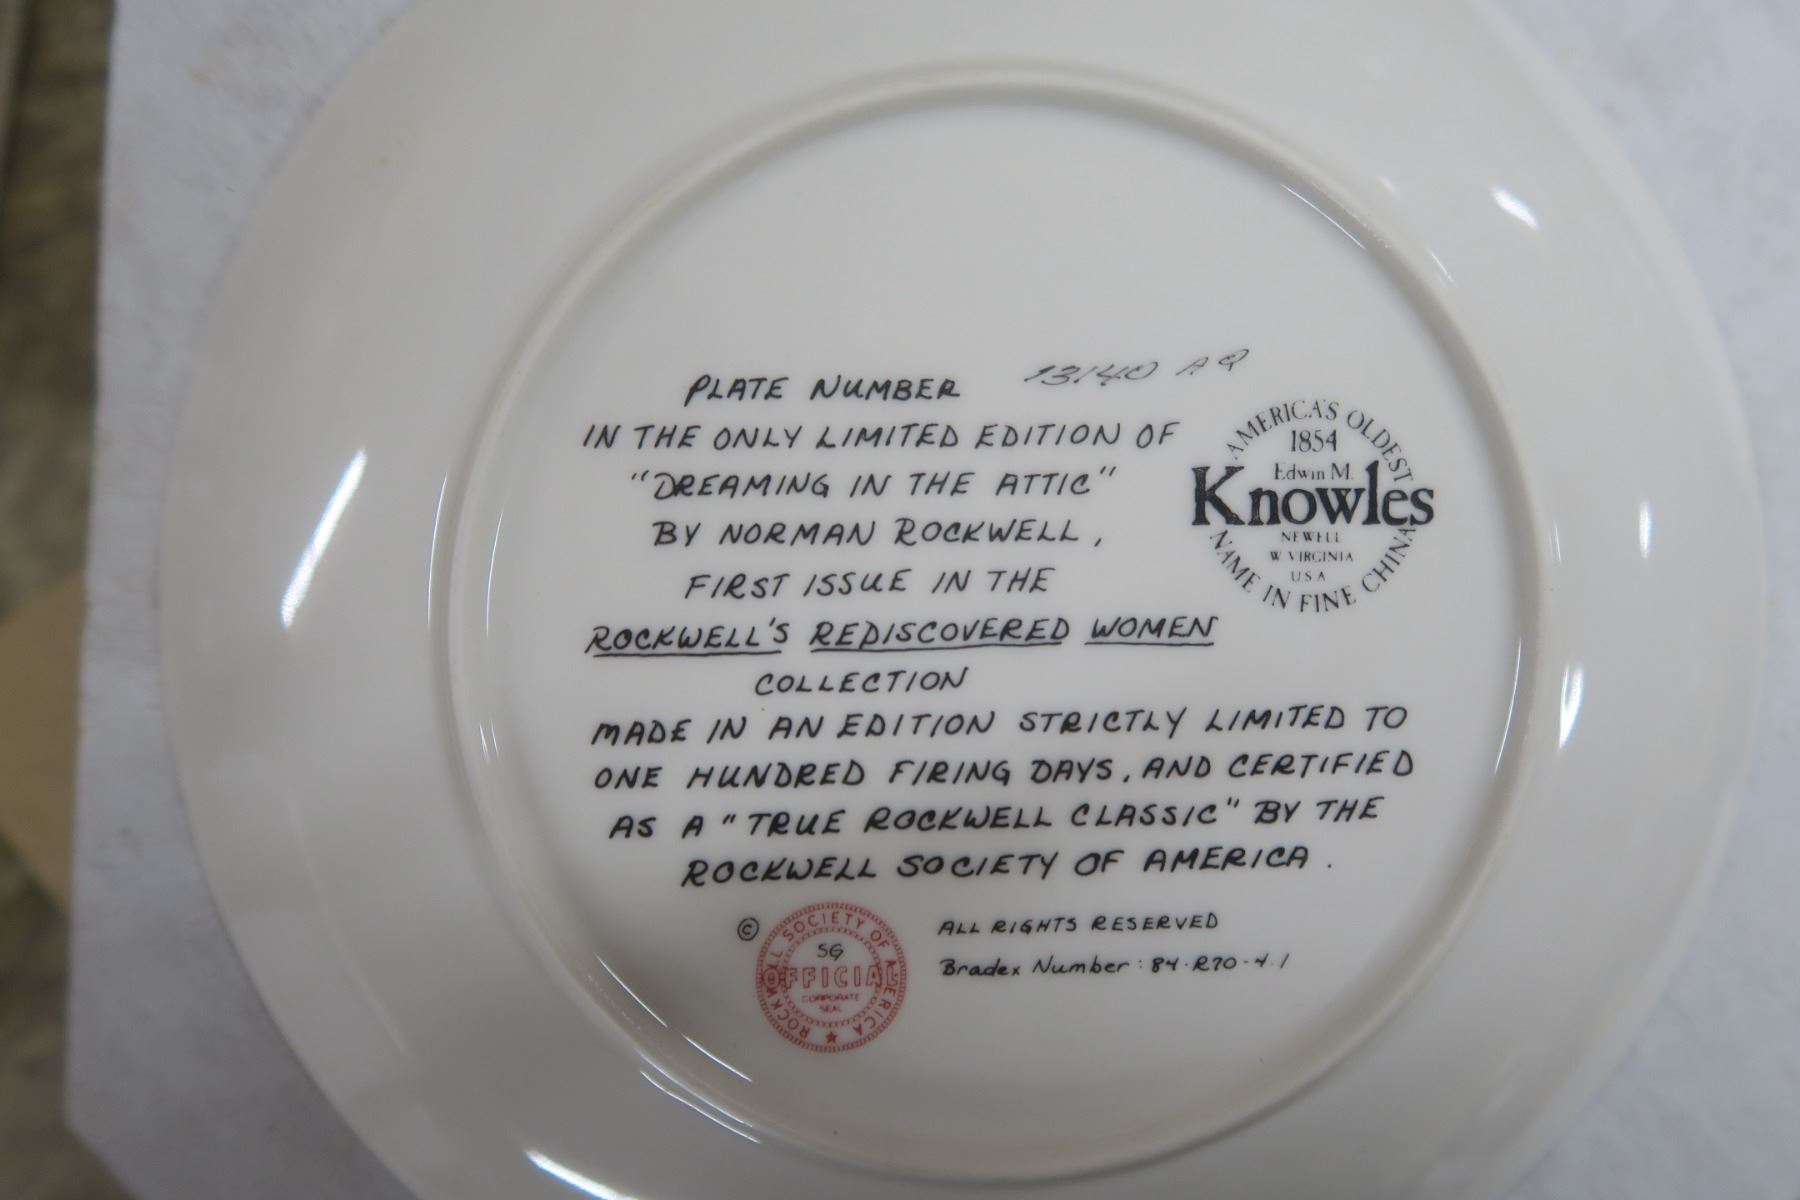 PLATE NUMBER 13140 AQ
IN THE ONLY LIMITED EDITION OF
"DREAMING IN THE ATTIC"
BY NORMAN ROCKWELL,
FIRST ISSUE IN THE
ROCKWELL'S REDISCOVERED WOMEN
COLLECTION
MADE IN AN EDITION STRICTLY LIMITED TO
ONE HUNDRED FIRING DAYS, AND CERTIFIED
AS A "TRUE ROCKWELL CLASSIC" BY THE
ROCKWELL SOCIETY OF AMERICA.
AMERICA'S OLDEST
1854
Edwin M.
Knowles
NEWELL
W VIRGINIA
USA
NAME IN FINE CHINA
©
ROCKWELL SOCIETY OF AMERICA
SG
OFFICIAL
CORPORATE
SEAL
ALL RIGHTS RESERVED
Bradex Number: 84-R70-4.1